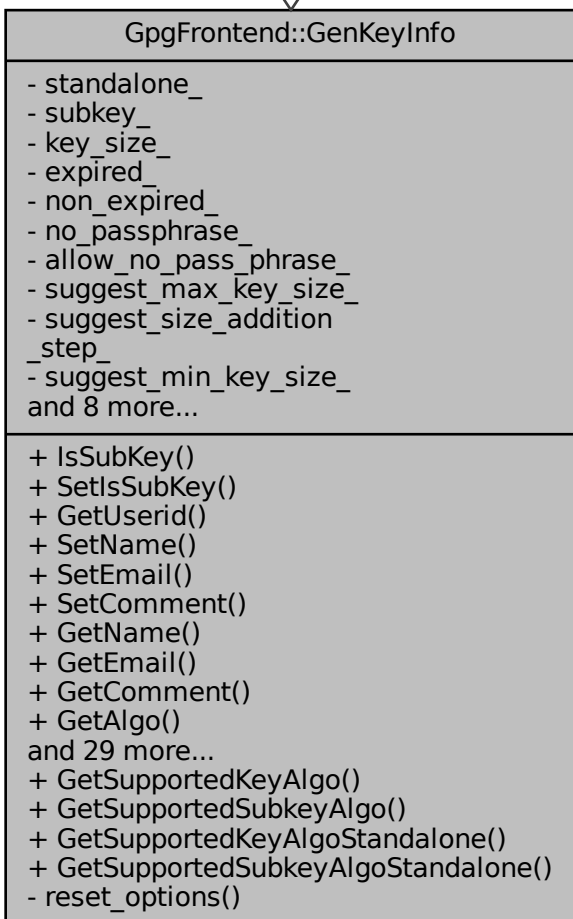 GpgFrontend::GenKeyInfo
- standalone_
- subkey_
- key_size_
- expired_
- non_expired_
- no_passphrase_
- allow_no_pass_phrase_
- suggest_max_key_size_
- suggest_size_addition
_step_
- suggest_min_key_size_
and 8 more...
+ IsSubKey()
+ SetIsSubKey()
+ GetUserid()
+ SetName()
+ SetEmail()
+ SetComment()
+ GetName()
+ GetEmail()
+ GetComment()
+ GetAlgo()
and 29 more...
+ GetSupportedKeyAlgo()
+ GetSupportedSubkeyAlgo()
+ GetSupportedKeyAlgoStandalone()
+ GetSupportedSubkeyAlgoStandalone()
- reset_options()